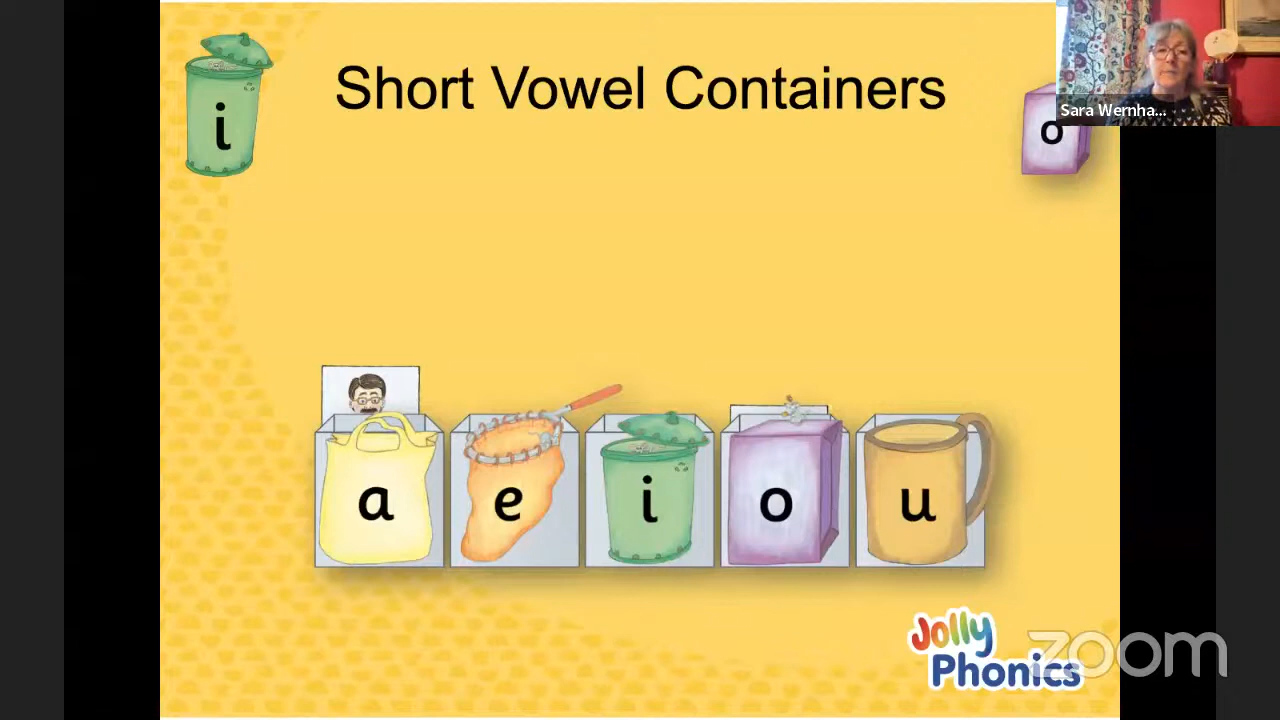 Short Vowel Containers
i
o
Sara Wernha...
a e i o u
Jolly
Phonics
zoom